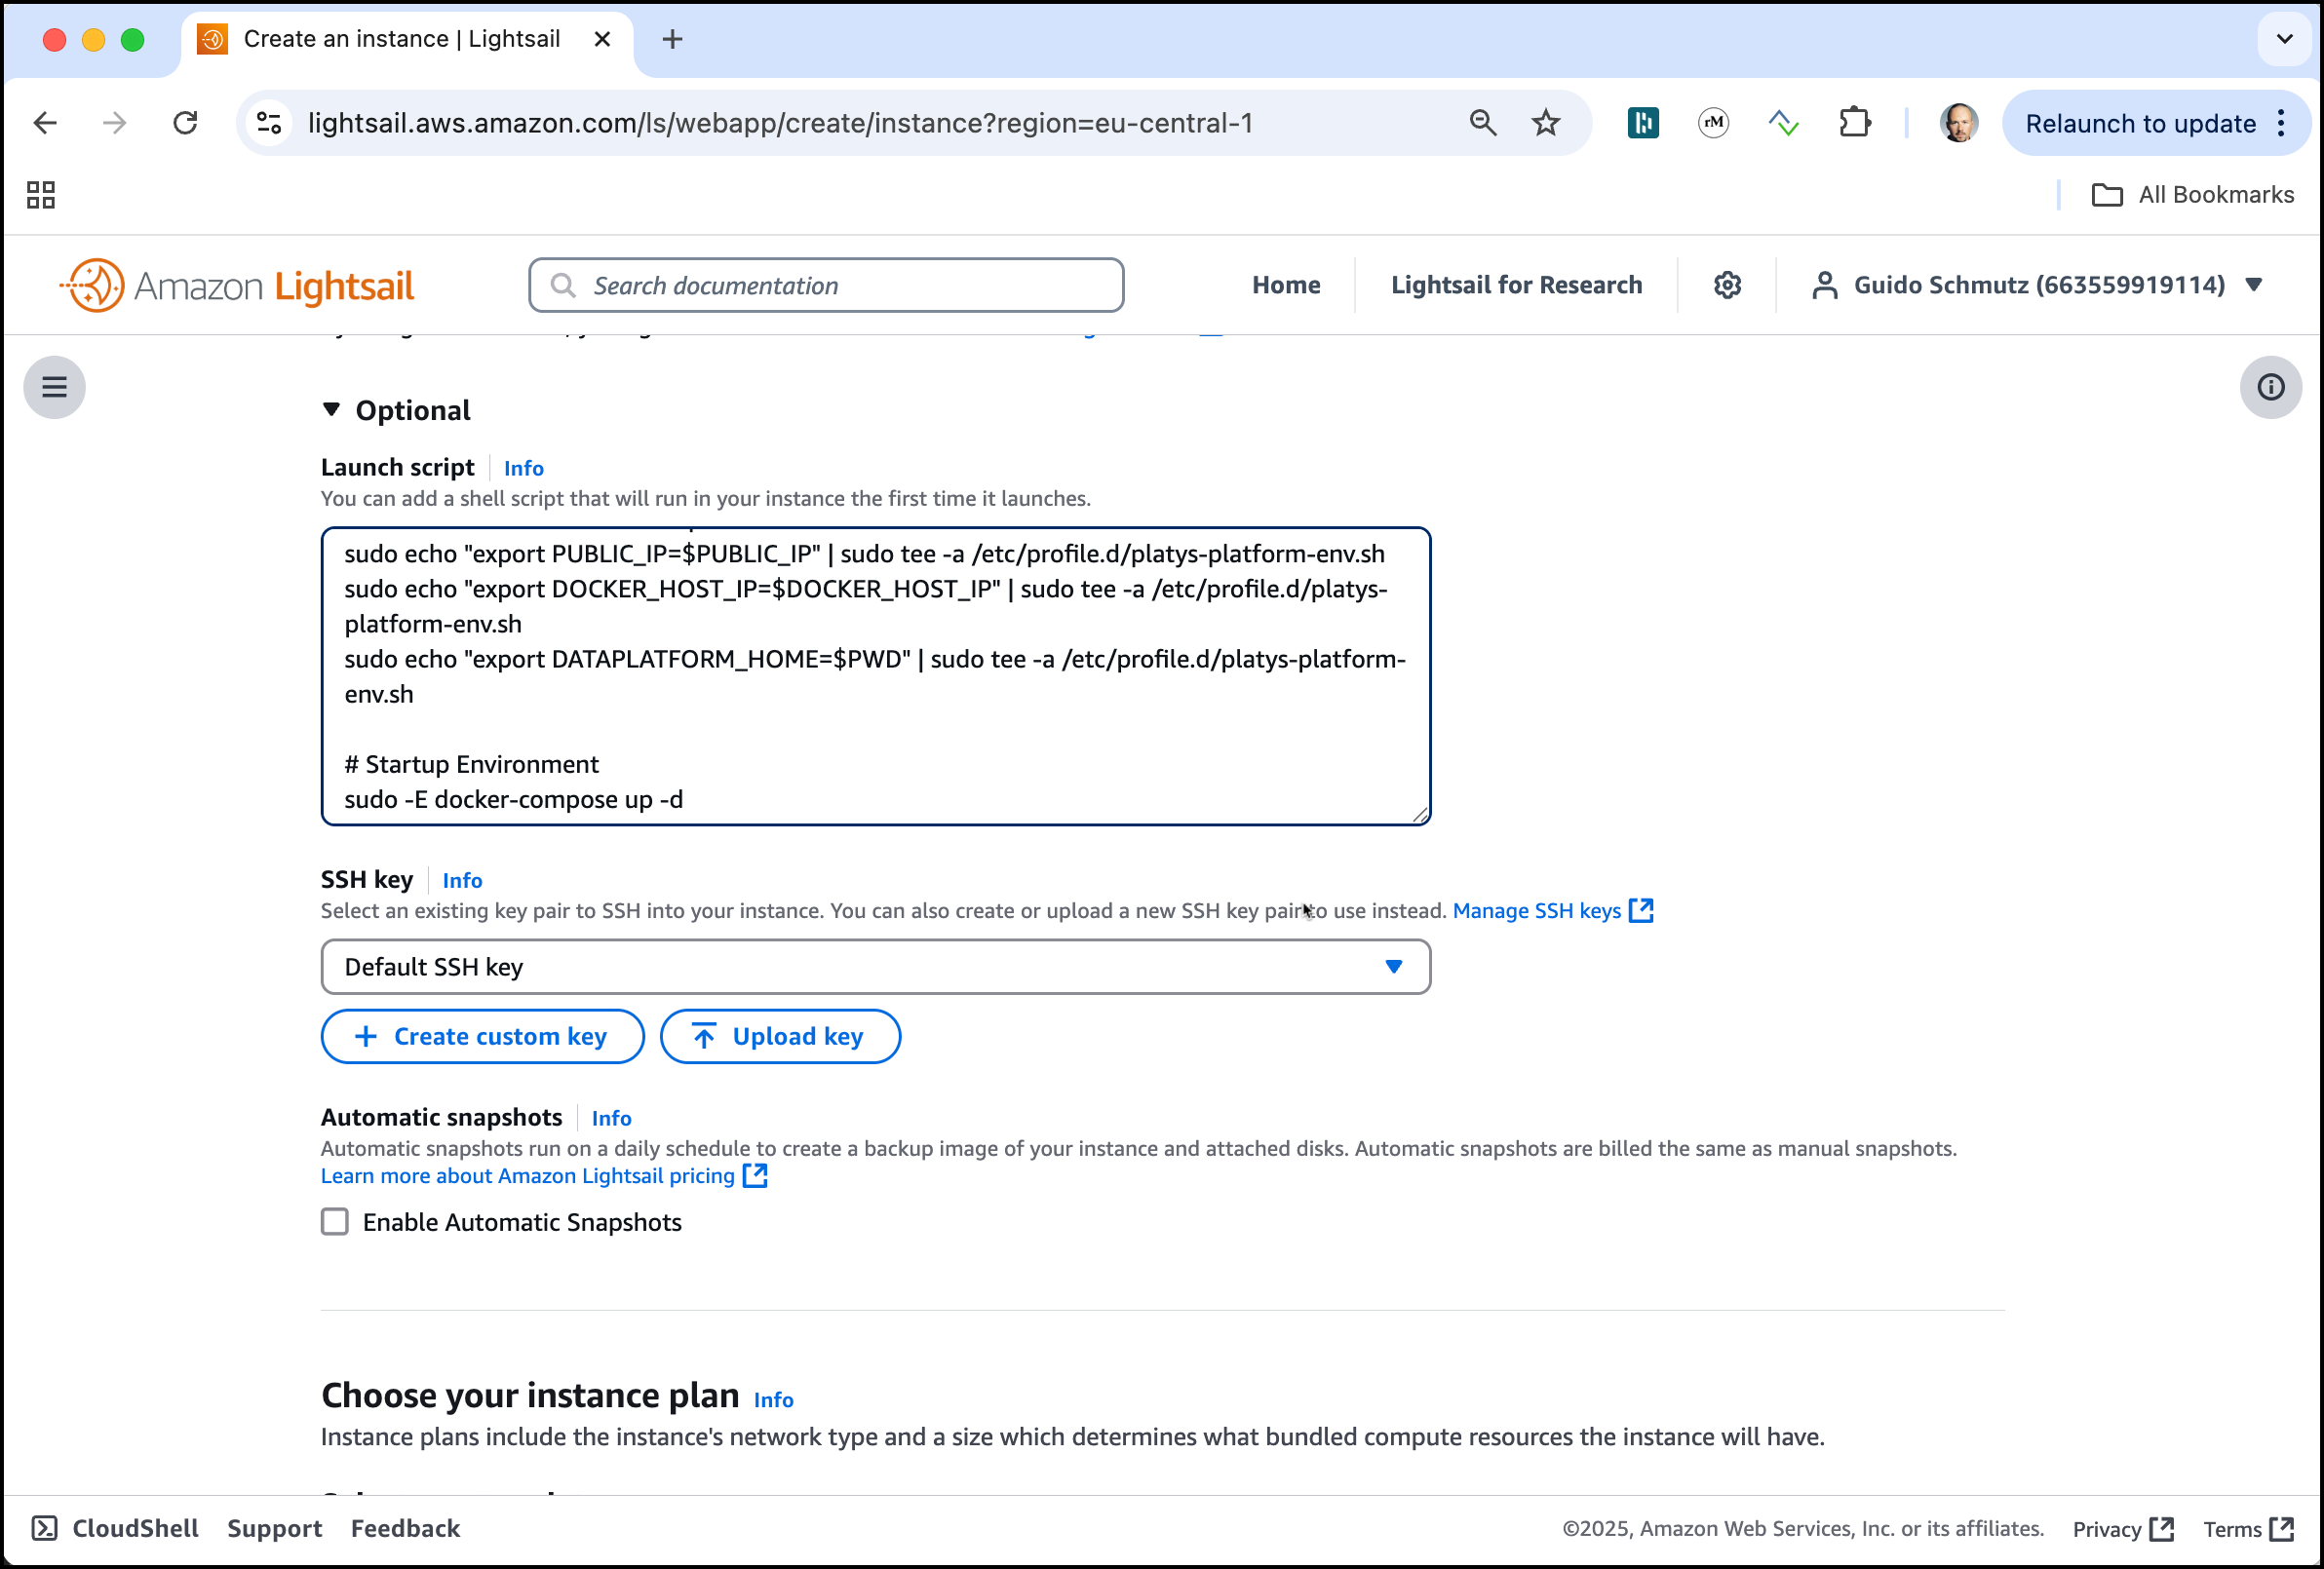 Create an instance | Lightsail
lightsail.aws.amazon.com/ls/webapp/create/instance?region=eu-central-1
rM
Relaunch to update
All Bookmarks
Amazon Lightsail
Search documentation
Home
Lightsail for Research
Guido Schmutz (663559919114)
Optional
Launch script
Info
You can add a shell script that will run in your instance the first time it launches.
sudo echo "export PUBLIC_IP=$PUBLIC_IP" | sudo tee -a /etc/profile.d/platys-platform-env.sh
sudo echo "export DOCKER_HOST_IP=$DOCKER_HOST_IP" | sudo tee -a /etc/profile.d/platys-
platform-env.sh
sudo echo "export DATAPLATFORM_HOME=$PWD" | sudo tee -a /etc/profile.d/platys-platform-
env.sh
# Startup Environment
sudo -E docker-compose up -d
SSH key
Info
Select an existing key pair to SSH into your instance. You can also create or upload a new SSH key pair to use instead. Manage SSH keys
Default SSH key
Create custom key
Upload key
Automatic snapshots
Info
Automatic snapshots run on a daily schedule to create a backup image of your instance and attached disks. Automatic snapshots are billed the same as manual snapshots.
Learn more about Amazon Lightsail pricing
Enable Automatic Snapshots
Choose your instance plan
Info
Instance plans include the instance's network type and a size which determines what bundled compute resources the instance will have.
CloudShell
Support
Feedback
©2025, Amazon Web Services, Inc. or its affiliates.
Privacy
Terms